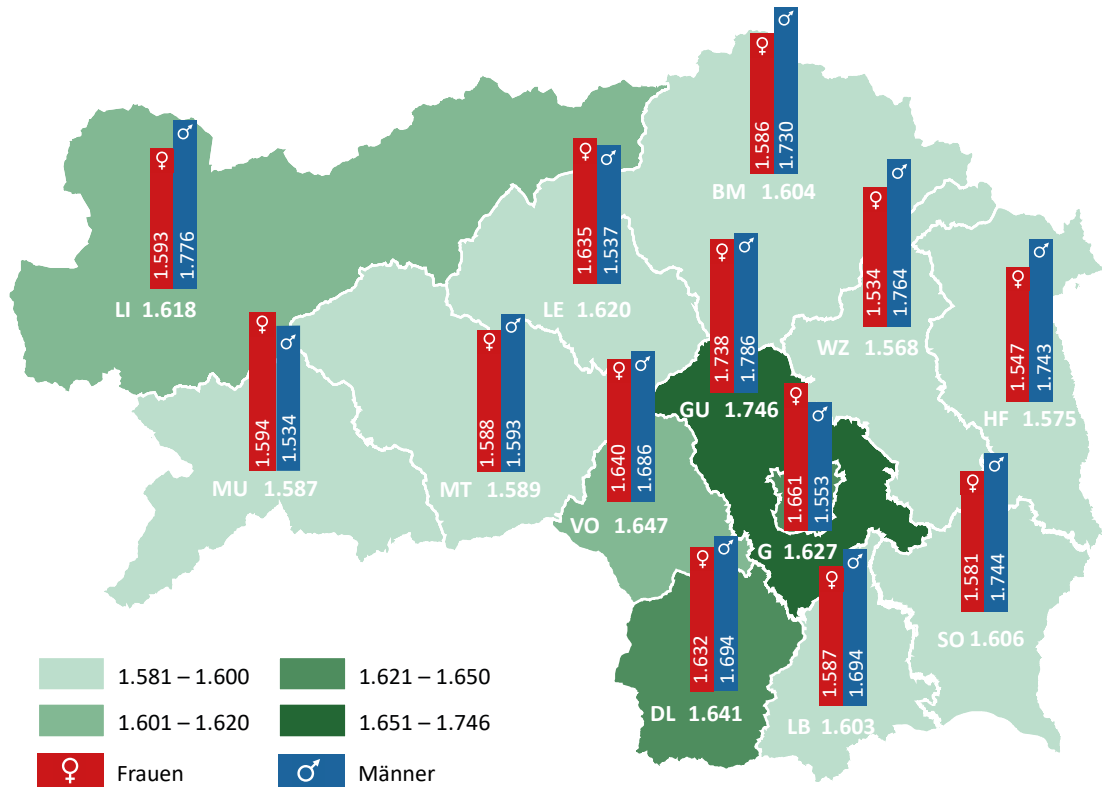 ♀ ♂
1.586 1.730
BM 1.604
♀ ♂
1.593 1.776
LI 1.618
♀ ♂
1.635 1.537
LE 1.620
♀ ♂
1.534 1.764
WZ 1.568
♀ ♂
1.547 1.743
HF 1.575
♀ ♂
1.738 1.786
GU 1.746
♀ ♂
1.594 1.534
MU 1.587
♀ ♂
1.588 1.593
MT 1.589
♀ ♂
1.640 1.686
VO 1.647
♀ ♂
1.661 1.553
G 1.627
♀ ♂
1.581 1.744
SO 1.606
♀ ♂
1.632 1.694
DL 1.641
♀ ♂
1.587 1.694
LB 1.603
1.581 – 1.600
1.621 – 1.650
1.601 – 1.620
1.651 – 1.746
♀ Frauen
♂ Männer